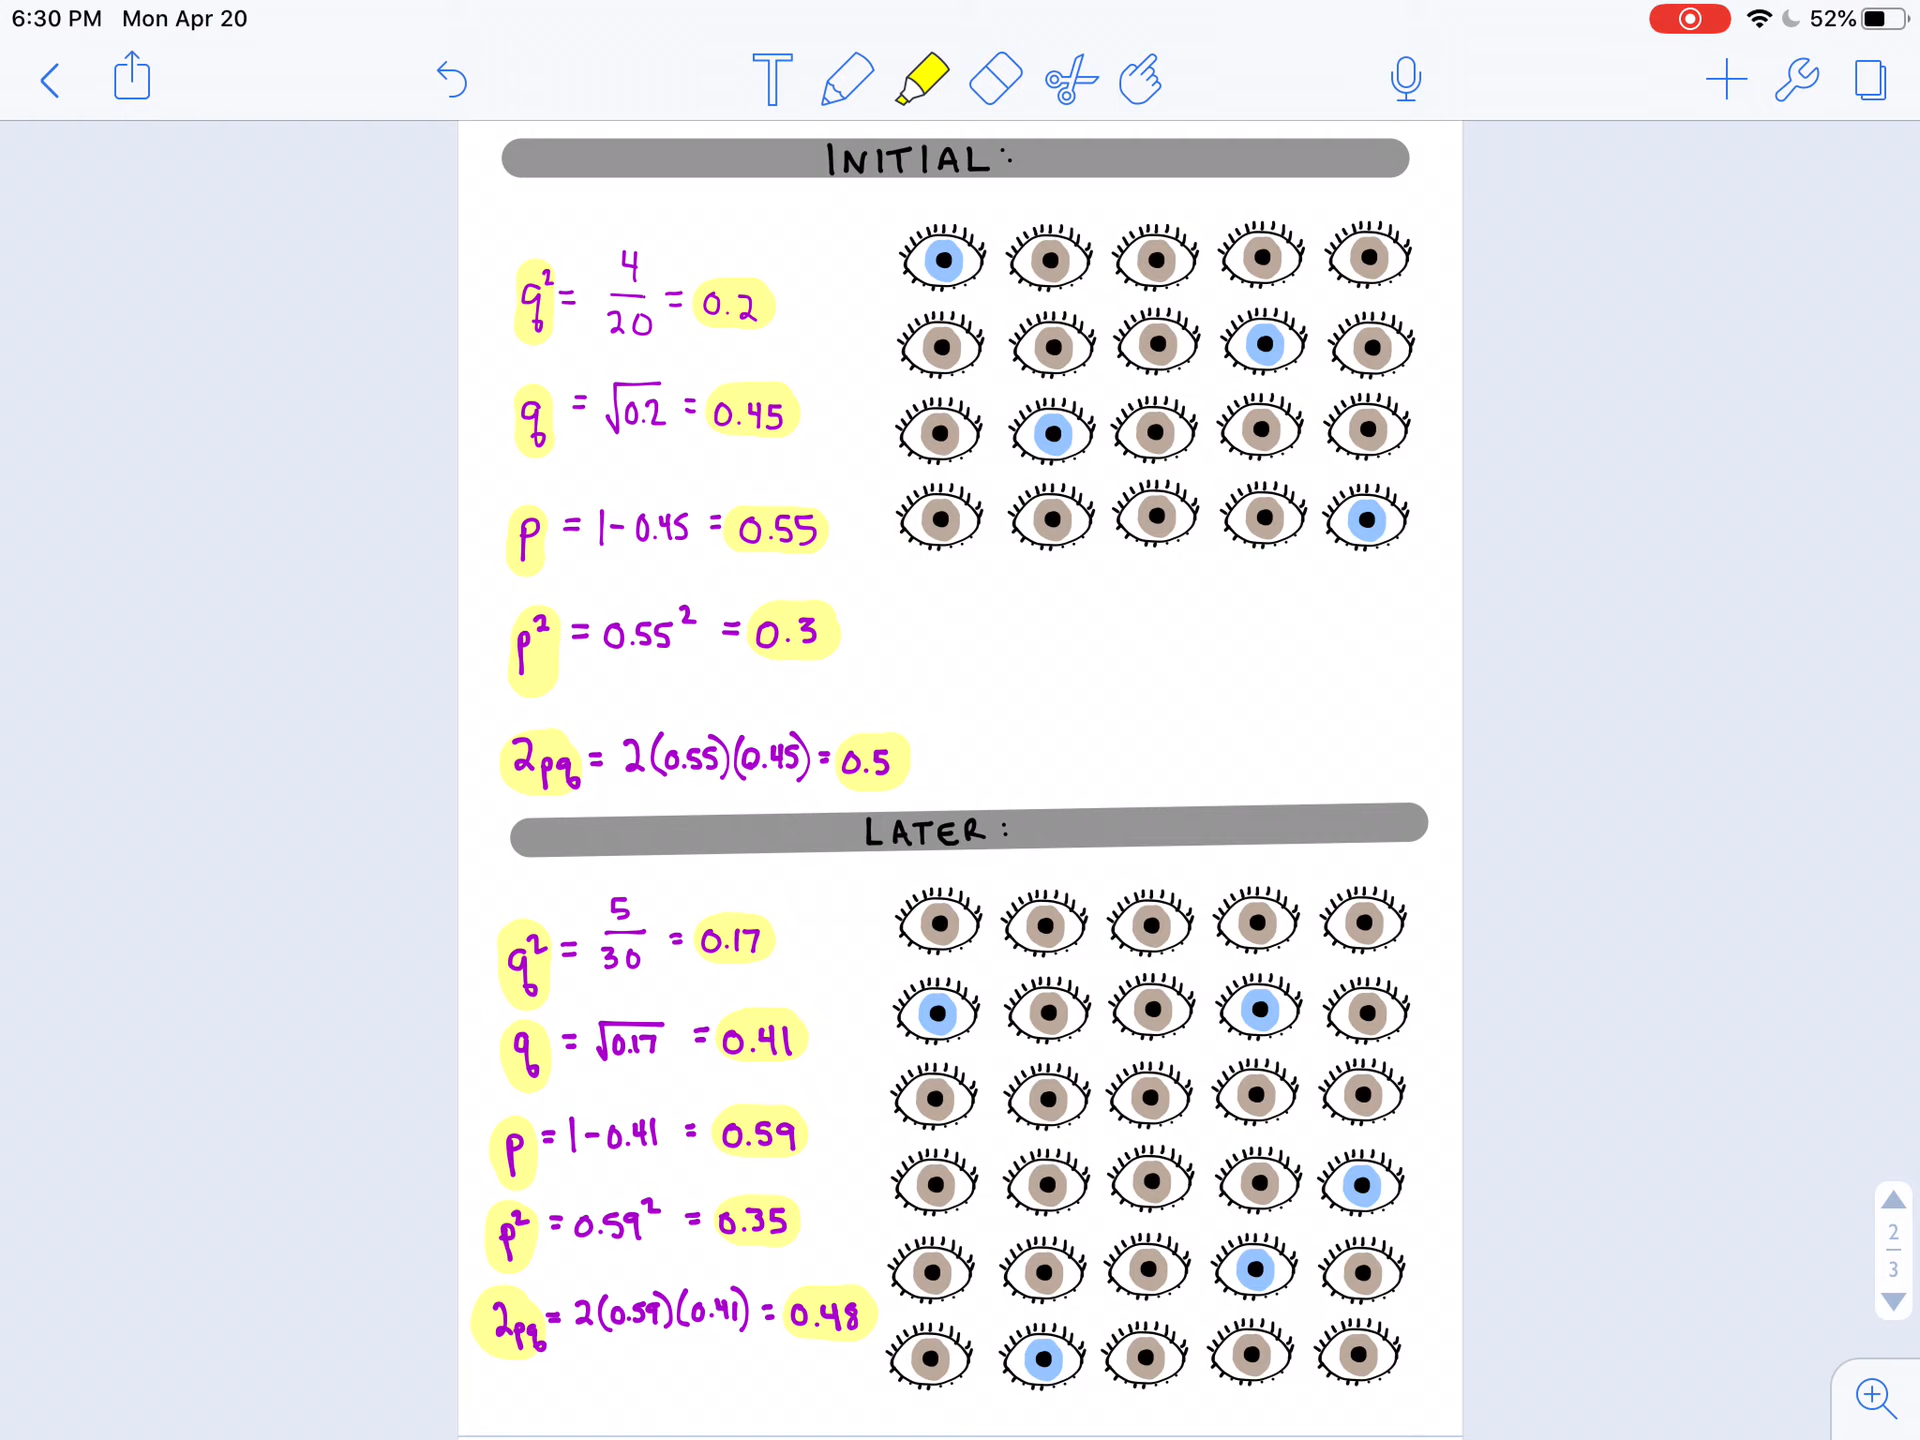 6:30 PM Mon Apr 20
52%
T
INITIAL:
q² = 4/20 = 0.2
q = √0.2 = 0.45
p = 1 - 0.45 = 0.55
p² = 0.55² = 0.3
2pq = 2(0.55)(0.45) = 0.5
LATER:
q² = 5/30 = 0.17
q = √0.17 = 0.41
p = 1 - 0.41 = 0.59
p² = 0.59² = 0.35
2pq = 2(0.59)(0.41) = 0.48
2
3